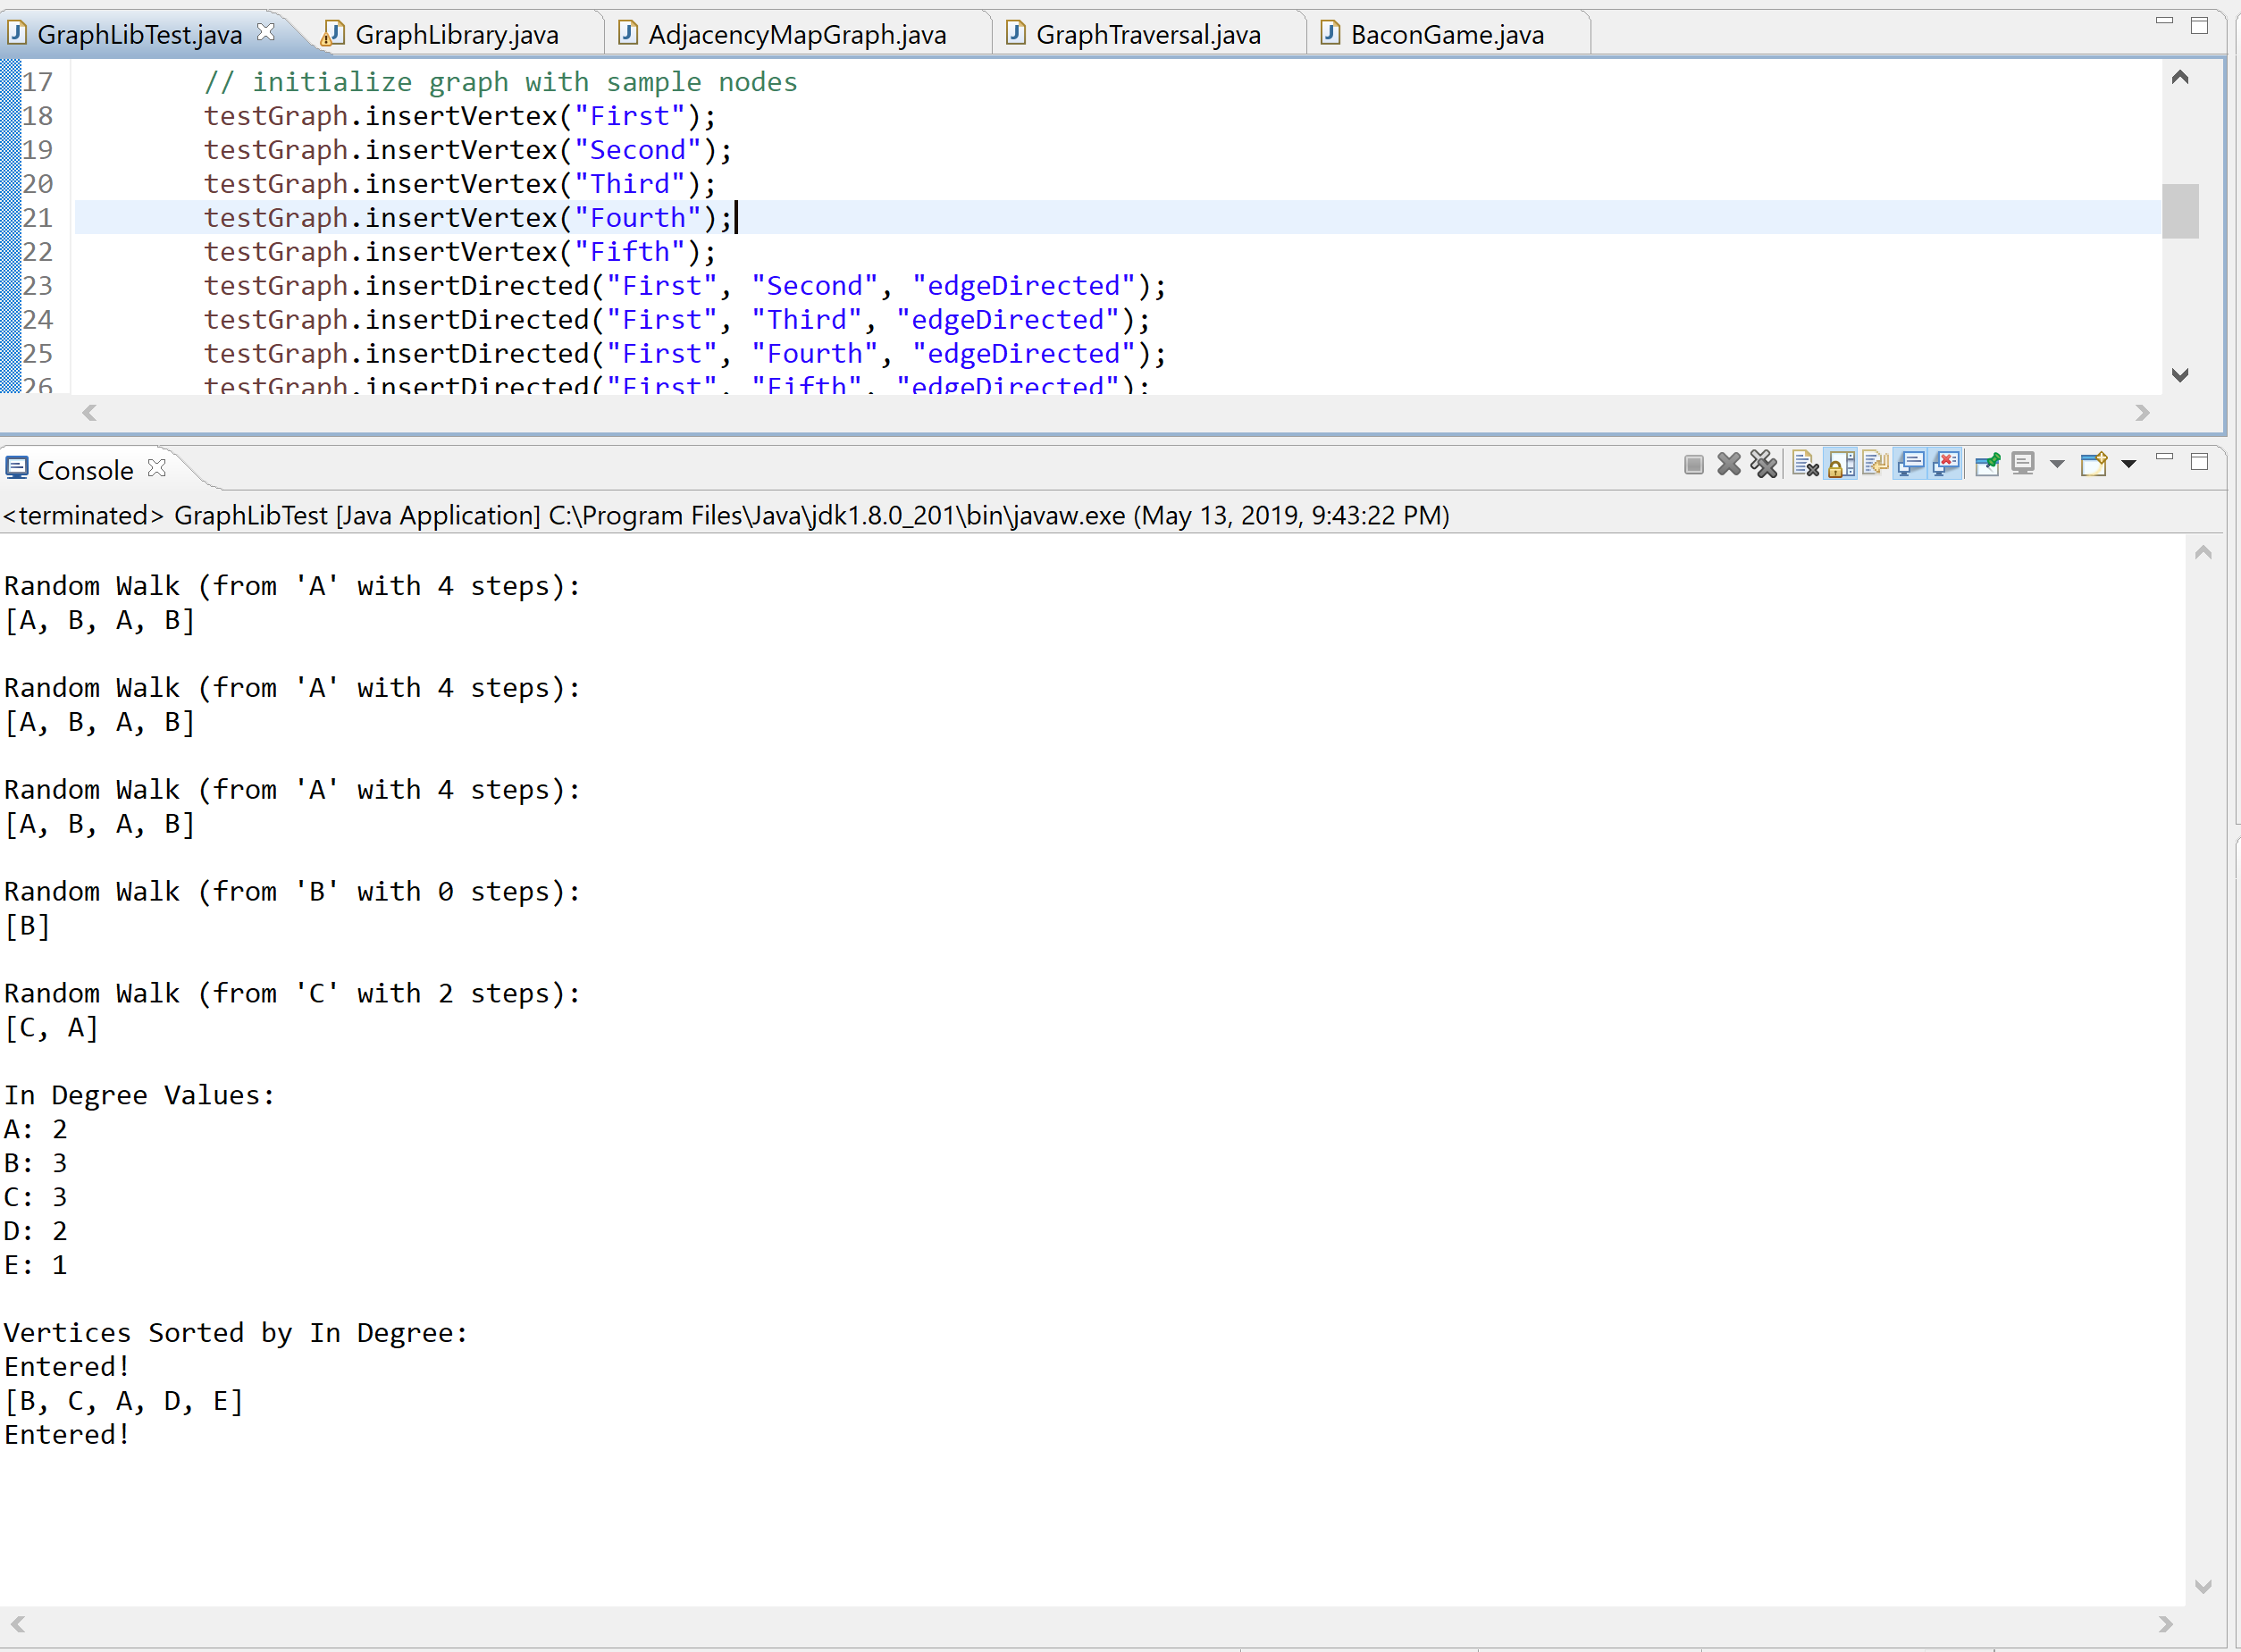 GraphLibTest.java GraphLibrary.java AdjacencyMapGraph.java GraphTraversal.java BaconGame.java
17 // initialize graph with sample nodes
18 testGraph.insertVertex("First");
19 testGraph.insertVertex("Second");
20 testGraph.insertVertex("Third");
21 testGraph.insertVertex("Fourth");
22 testGraph.insertVertex("Fifth");
23 testGraph.insertDirected("First", "Second", "edgeDirected");
24 testGraph.insertDirected("First", "Third", "edgeDirected");
25 testGraph.insertDirected("First", "Fourth", "edgeDirected");
26 testGraph.insertDirected("First", "Fifth", "edgeDirected");
Console
<terminated> GraphLibTest [Java Application] C:\Program Files\Java\jdk1.8.0_201\bin\javaw.exe (May 13, 2019, 9:43:22 PM)
Random Walk (from 'A' with 4 steps):
[A, B, A, B]
Random Walk (from 'A' with 4 steps):
[A, B, A, B]
Random Walk (from 'A' with 4 steps):
[A, B, A, B]
Random Walk (from 'B' with 0 steps):
[B]
Random Walk (from 'C' with 2 steps):
[C, A]
In Degree Values:
A: 2
B: 3
C: 3
D: 2
E: 1
Vertices Sorted by In Degree:
Entered!
[B, C, A, D, E]
Entered!